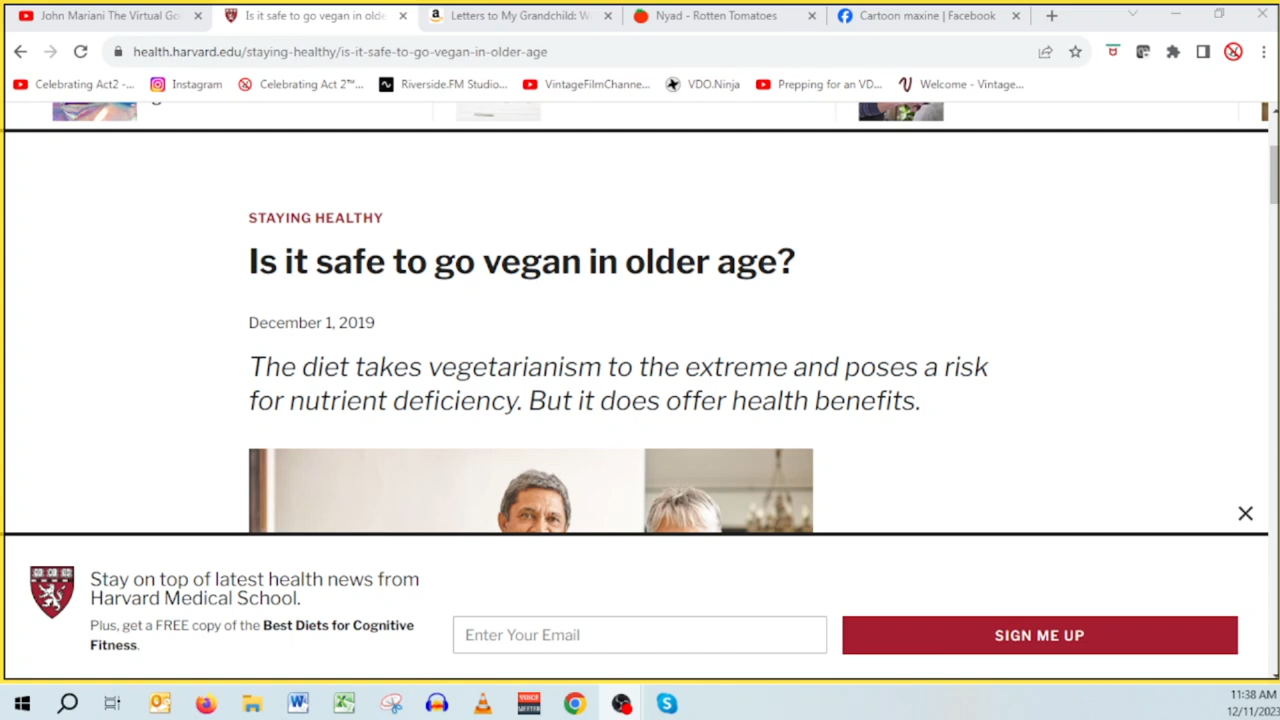 John Mariani The Virtual Go
Is it safe to go vegan in olde
Letters to My Grandchild: W
Nyad - Rotten Tomatoes
Cartoon maxine | Facebook
health.harvard.edu/staying-healthy/is-it-safe-to-go-vegan-in-older-age
Celebrating Act2 -...
Instagram
Celebrating Act 2™...
Riverside.FM Studio...
VintageFilmChanne...
VDO.Ninja
Prepping for an VD...
Welcome - Vintage...
STAYING HEALTHY
Is it safe to go vegan in older age?
December 1, 2019
The diet takes vegetarianism to the extreme and poses a risk
for nutrient deficiency. But it does offer health benefits.
Stay on top of latest health news from
Harvard Medical School.
Plus, get a FREE copy of the Best Diets for Cognitive
Fitness.
Enter Your Email
SIGN ME UP
11:38 AM
12/11/202